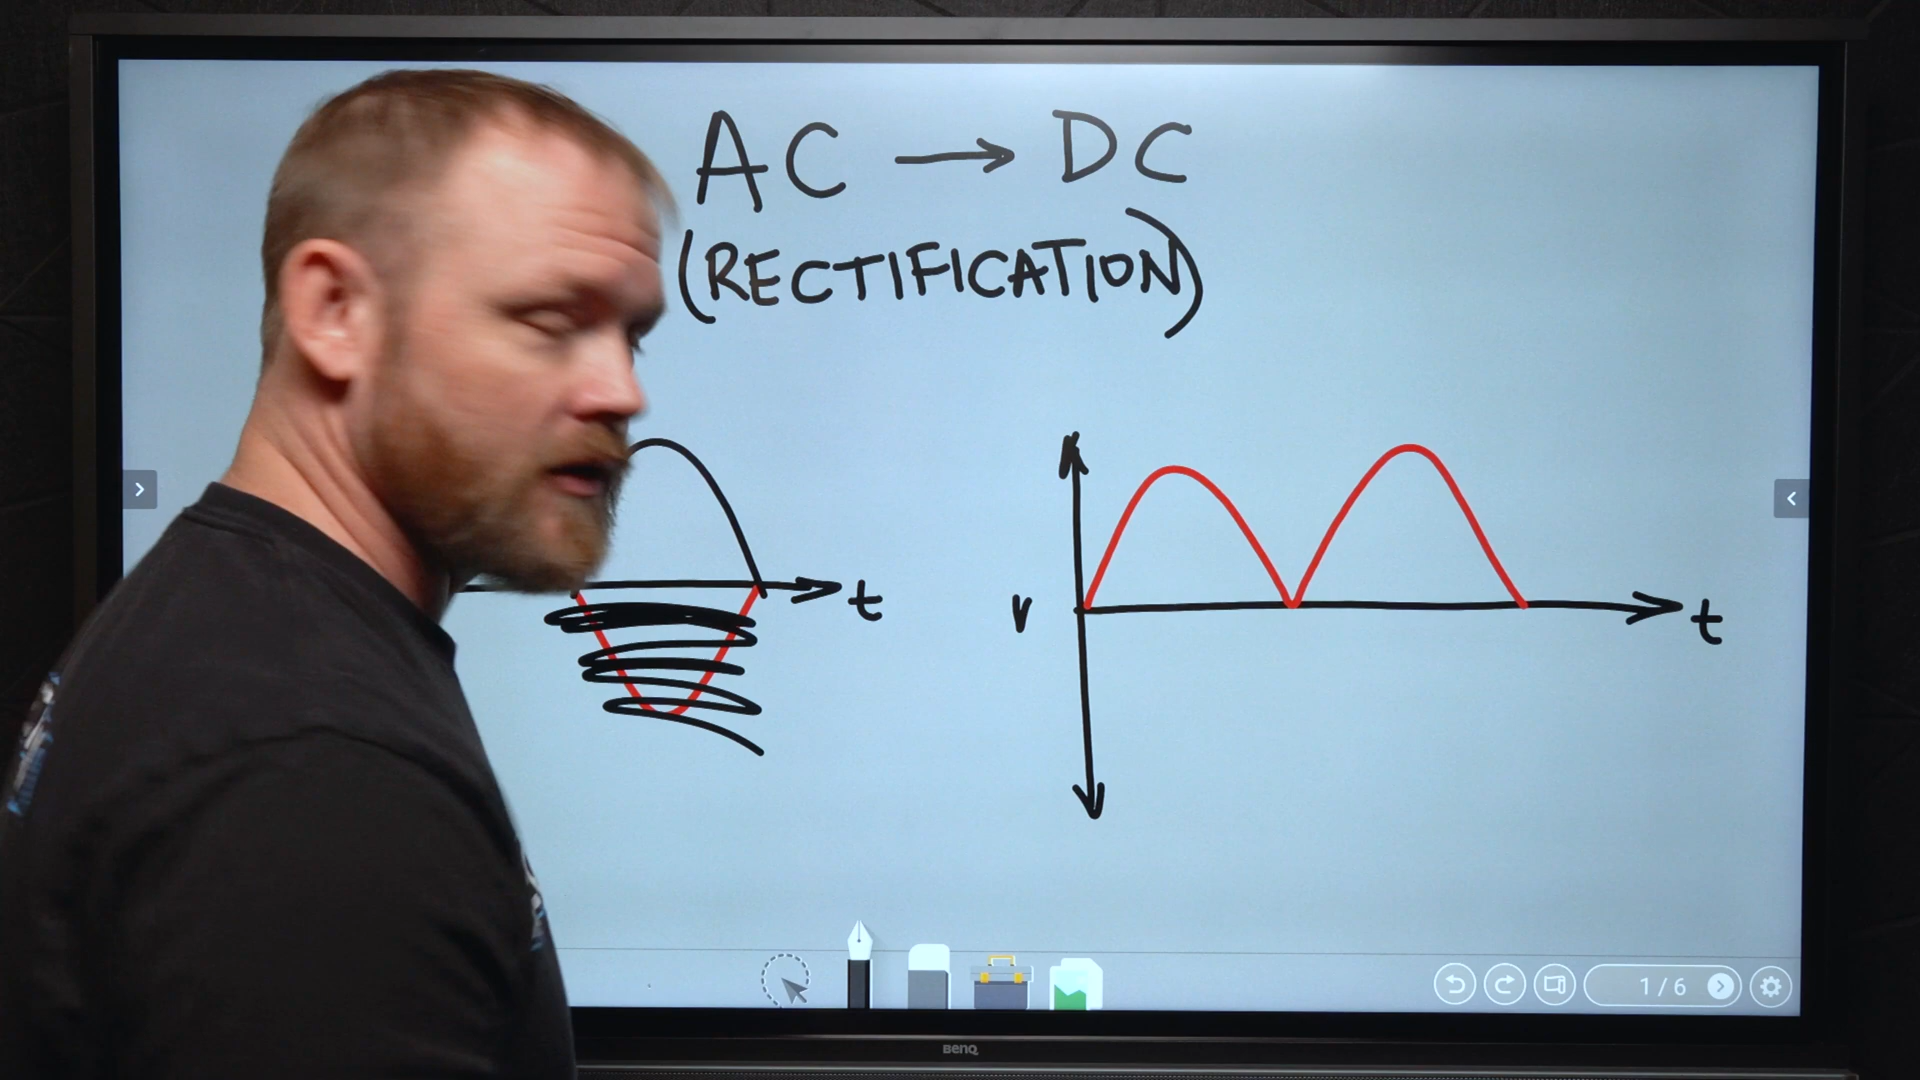 AC → DC
(RECTIFICATION)
t
V
t
1/6
BenQ